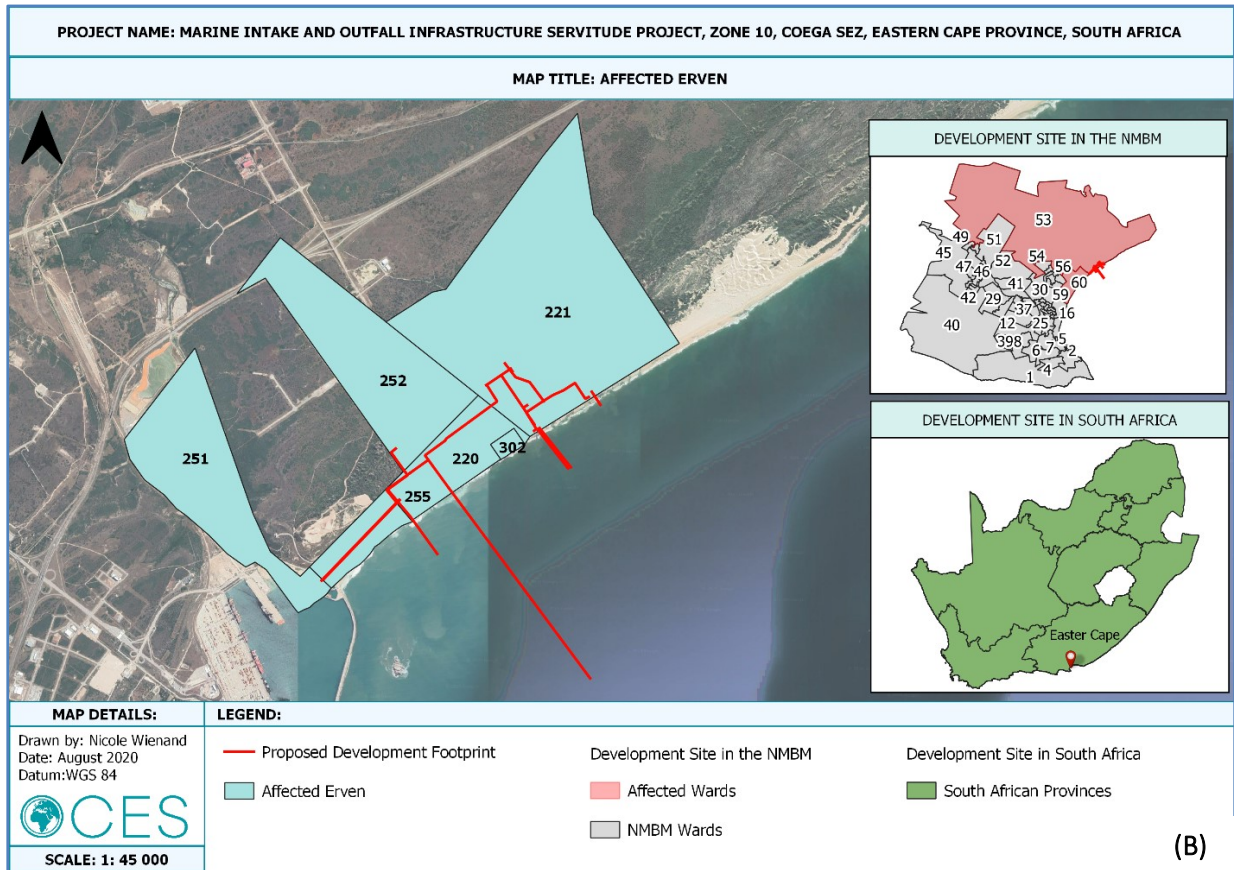 PROJECT NAME: MARINE INTAKE AND OUTFALL INFRASTRUCTURE SERVITUDE PROJECT, ZONE 10, COEGA SEZ, EASTERN CAPE PROVINCE, SOUTH AFRICA
MAP TITLE: AFFECTED ERVEN
221
252
251
302
220
255
DEVELOPMENT SITE IN THE NMBM
53
49
51
45
54
52
56
47
46
60
41
30
59
42
29
16
37
40
12
25
5
398
7
6
2
4
1
DEVELOPMENT SITE IN SOUTH AFRICA
Easter Cape
MAP DETAILS:
Drawn by: Nicole Wienand
Date: August 2020
Datum:WGS 84
CES
SCALE: 1: 45 000
LEGEND:
Proposed Development Footprint
Affected Erven
Development Site in the NMBM
Affected Wards
NMBM Wards
Development Site in South Africa
South African Provinces
(B)